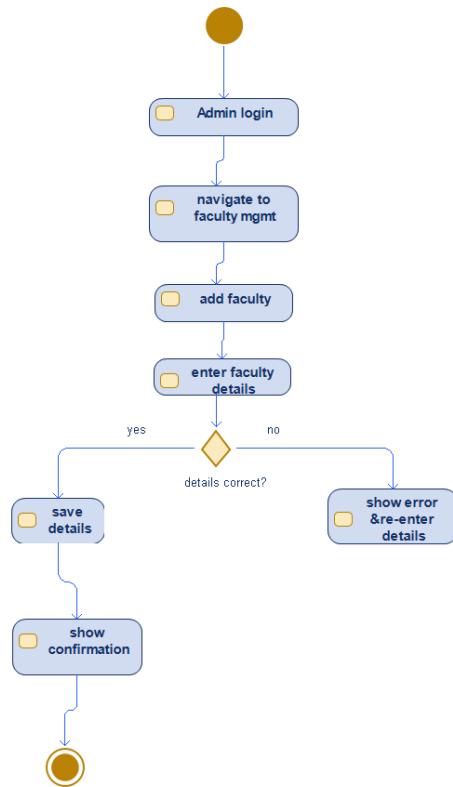 Admin login
navigate to
faculty mgmt
add faculty
enter faculty
details
yes
no
details correct?
save
details
show error
&re-enter
details
show
confirmation